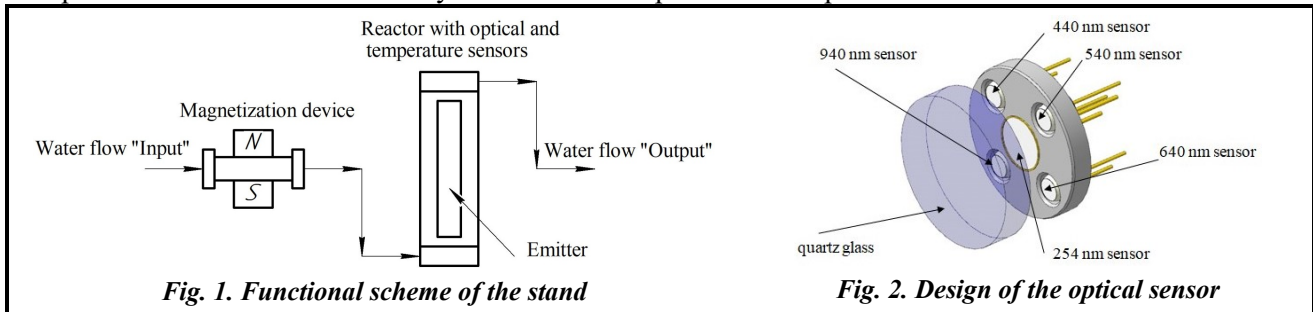 Reactor with optical and
temperature sensors
Magnetization device
N
S
Water flow "Input"
Water flow "Output"
Emitter
Fig. 1. Functional scheme of the stand
440 nm sensor
940 nm sensor
540 nm sensor
640 nm sensor
quartz glass
254 nm sensor
Fig. 2. Design of the optical sensor